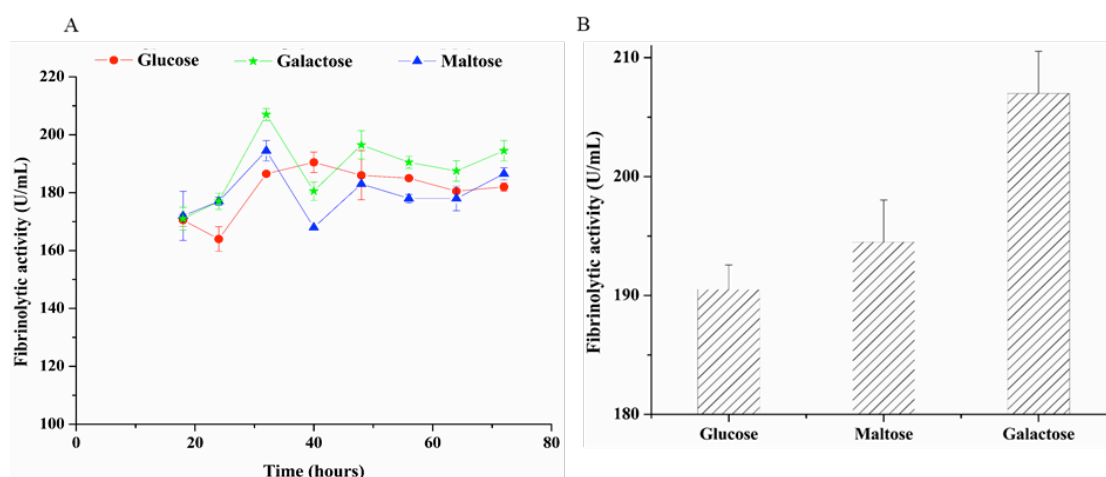 A
Glucose Galactose Maltose
220
200
180
160
140
120
100
0 20 40 60 80
Fibrinolytic activity (U/mL)
Time (hours)
B
210
200
190
180
Fibrinolytic activity (U/mL)
Glucose Maltose Galactose